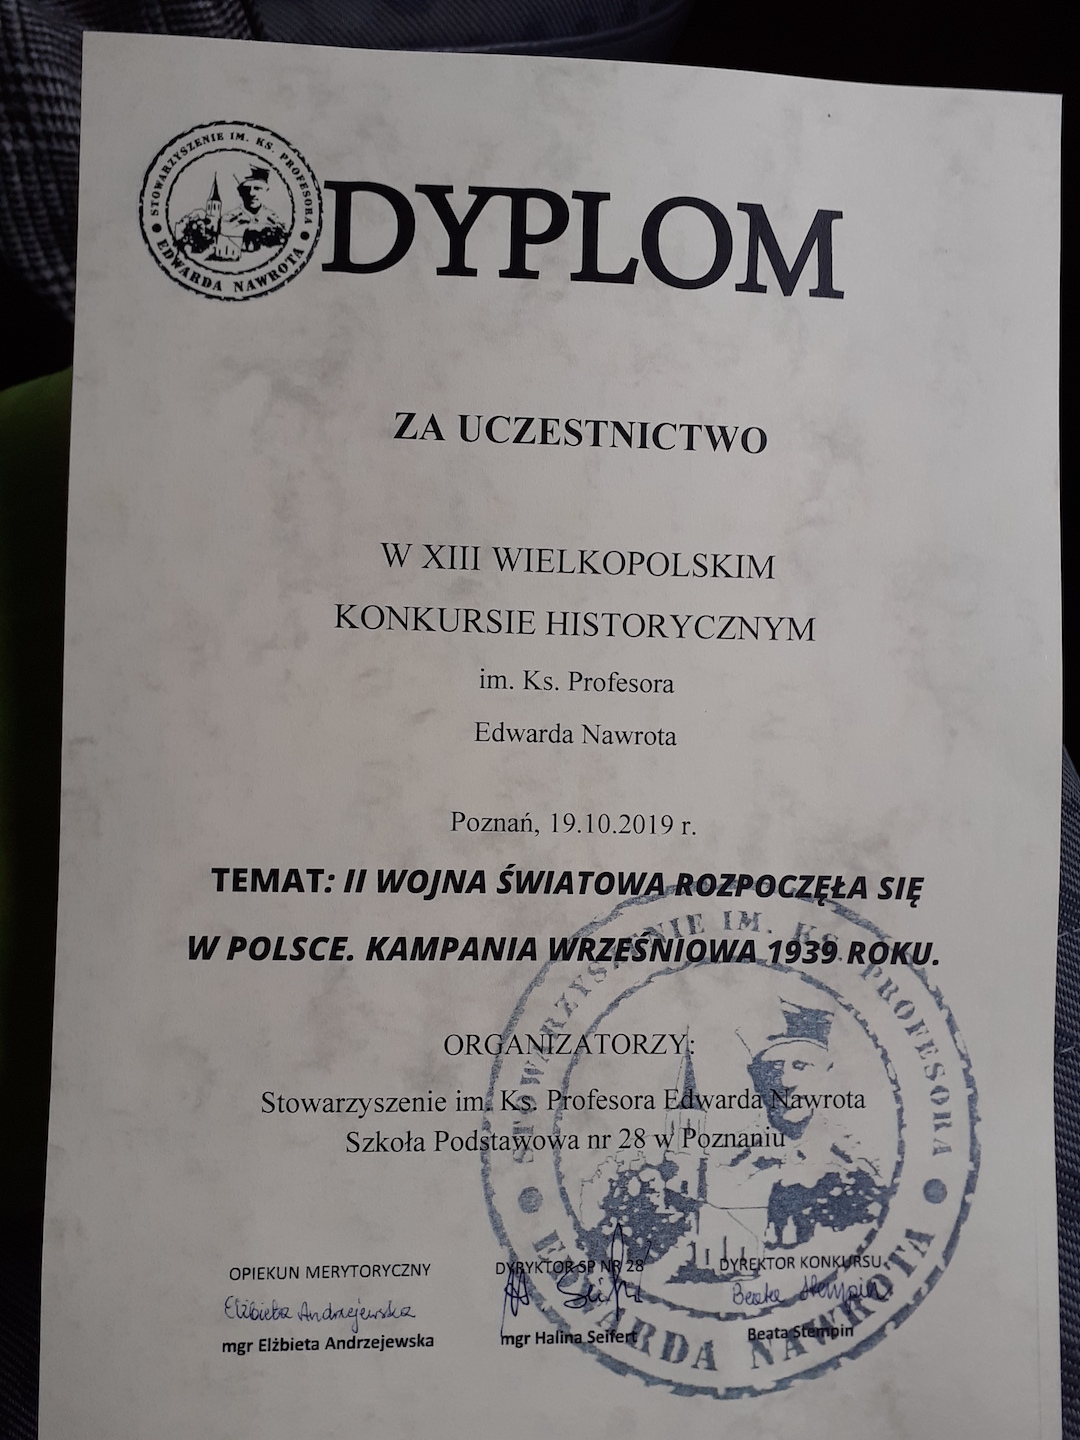 STOWARZYSZENIE IM. KS. PROFESORA
EDWARDA NAWROTA
DYPLOM
ZA UCZESTNICTWO
W XIII WIELKOPOLSKIM
KONKURSIE HISTORYCZNYM
im. Ks. Profesora
Edwarda Nawrota
Poznań, 19.10.2019 r.
TEMAT: II WOJNA ŚWIATOWA ROZPOCZĘŁA SIĘ
W POLSCE. KAMPANIA WRZEŚNIOWA 1939 ROKU.
ORGANIZATORZY:
Stowarzyszenie im. Ks. Profesora Edwarda Nawrota
Szkoła Podstawowa nr 28 w Poznaniu
STOWARZYSZENIE IM. KS. PROFESORA
EDWARDA NAWROTA
OPIEKUN MERYTORYCZNY
Elżbieta Andrzejewska
mgr Elżbieta Andrzejewska
DYRYKTOR SP NR 28
mgr Halina Seifert
DYREKTOR KONKURSU
Beata Stempin
Beata Stempin